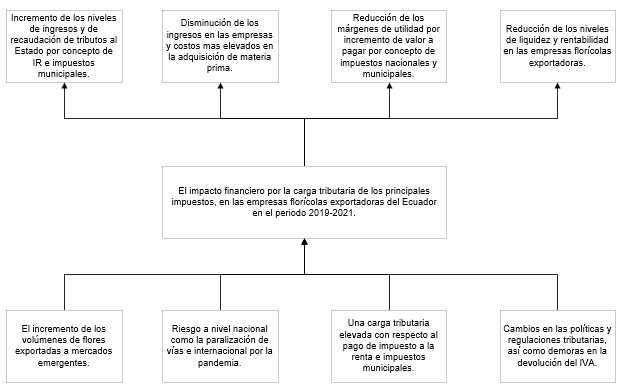 Incremento de los niveles
de ingresos y de
recaudación de tributos al
Estado por concepto de
IR e impuestos
municipales.
Disminución de los
ingresos en las empresas
y costos mas elevados en
la adquisición de materia
prima.
Reducción de los
márgenes de utilidad por
incremento de valor a
pagar por concepto de
impuestos nacionales y
municipales.
Reducción de los niveles
de liquidez y rentabilidad
en las empresas florícolas
exportadoras.
El impacto financiero por la carga tributaria de los principales
impuestos, en las empresas florícolas exportadoras del Ecuador
en el periodo 2019-2021.
El incremento de los
volúmenes de flores
exportadas a mercados
emergentes.
Riesgo a nivel nacional
como la paralización de
vías e internacional por la
pandemia.
Una carga tributaria
elevada con respecto al
pago de impuesto a la
renta e impuestos
municipales.
Cambios en las políticas y
regulaciones tributarias,
así como demoras en la
devolución del IVA.